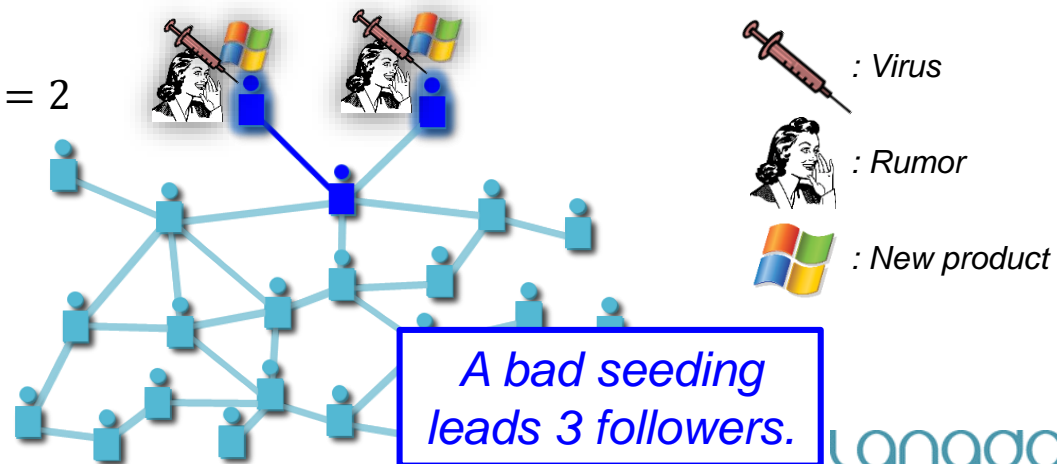 = 2
: Virus
: Rumor
: New product
A bad seeding
leads 3 followers.